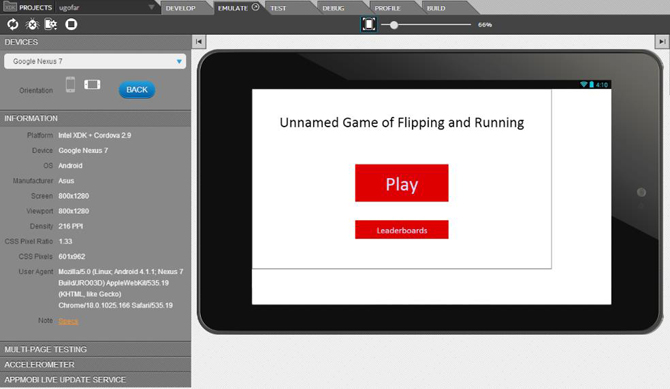 PROJECTS ugofar DEVELOP EMULATE TEST DEBUG PROFILE BUILD
66%
DEVICES
Google Nexus 7
Orientation BACK
INFORMATION
Platform Intel XDK + Cordova 2.9
Device Google Nexus 7
OS Android
Manufacturer Asus
Screen 800x1280
Viewport 800x1280
Density 216 PPI
CSS Pixel Ratio 1.33
CSS Pixels 601x962
User Agent Mozilla/5.0 (Linux; Android 4.1.1; Nexus 7
Build/JRO03D) AppleWebKit/535.19
(KHTML, like Gecko)
Chrome/18.0.1025.166 Safari/535.19
Note Specs
MULTI-PAGE TESTING
ACCELEROMETER
APPMOBI LIVE UPDATE SERVICE
4:10
Unnamed Game of Flipping and Running
Play
Leaderboards